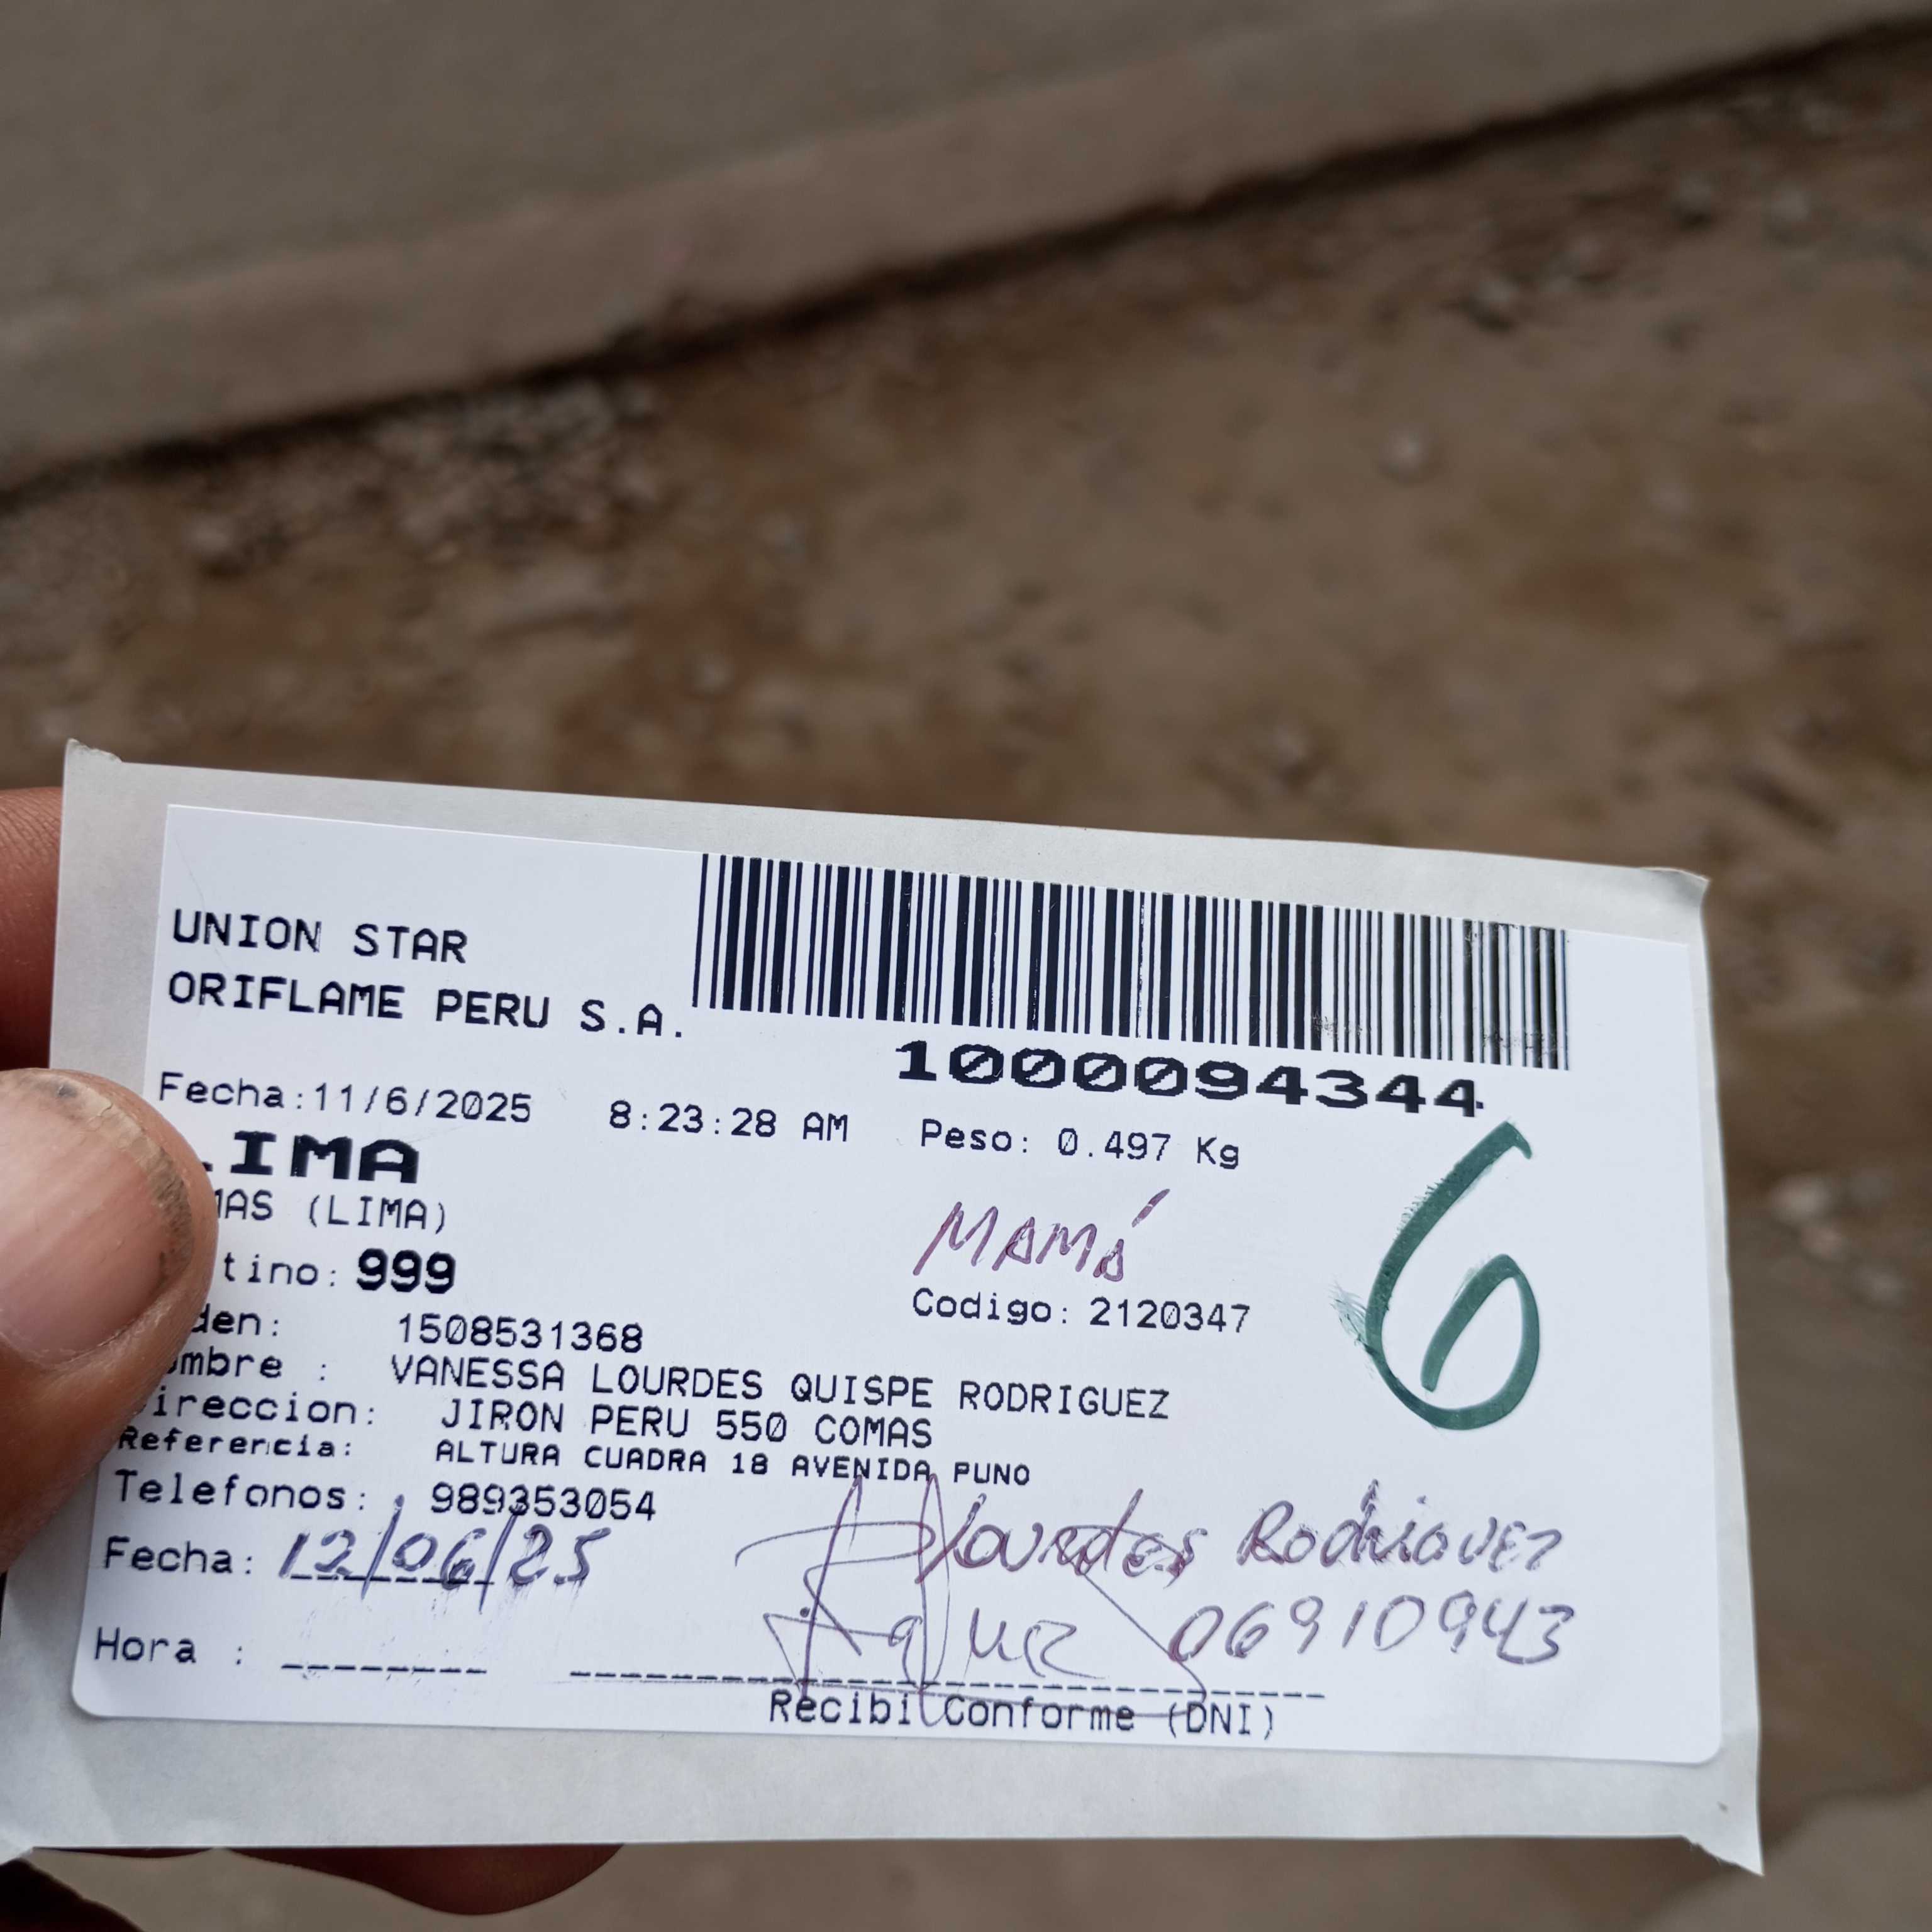 UNION STAR
ORIFLAME PERU S.A.
1000094344
Fecha:11/6/2025 8:23:28 AM Peso: 0.497 Kg
LIMA
MAS (LIMA)
MAMÁ
tino: 999
Codigo: 2120347
6
den: 1508531368
ombre : VANESSA LOURDES QUISPE RODRIGUEZ
ireccion: JIRON PERU 550 COMAS
Referencia: ALTURA CUADRA 18 AVENIDA PUNO
Telefonos: 989353054
Lourdes Rodriguez
Fecha: 12/06/25
06910943
Hora :
Recibi Conforme (DNI)